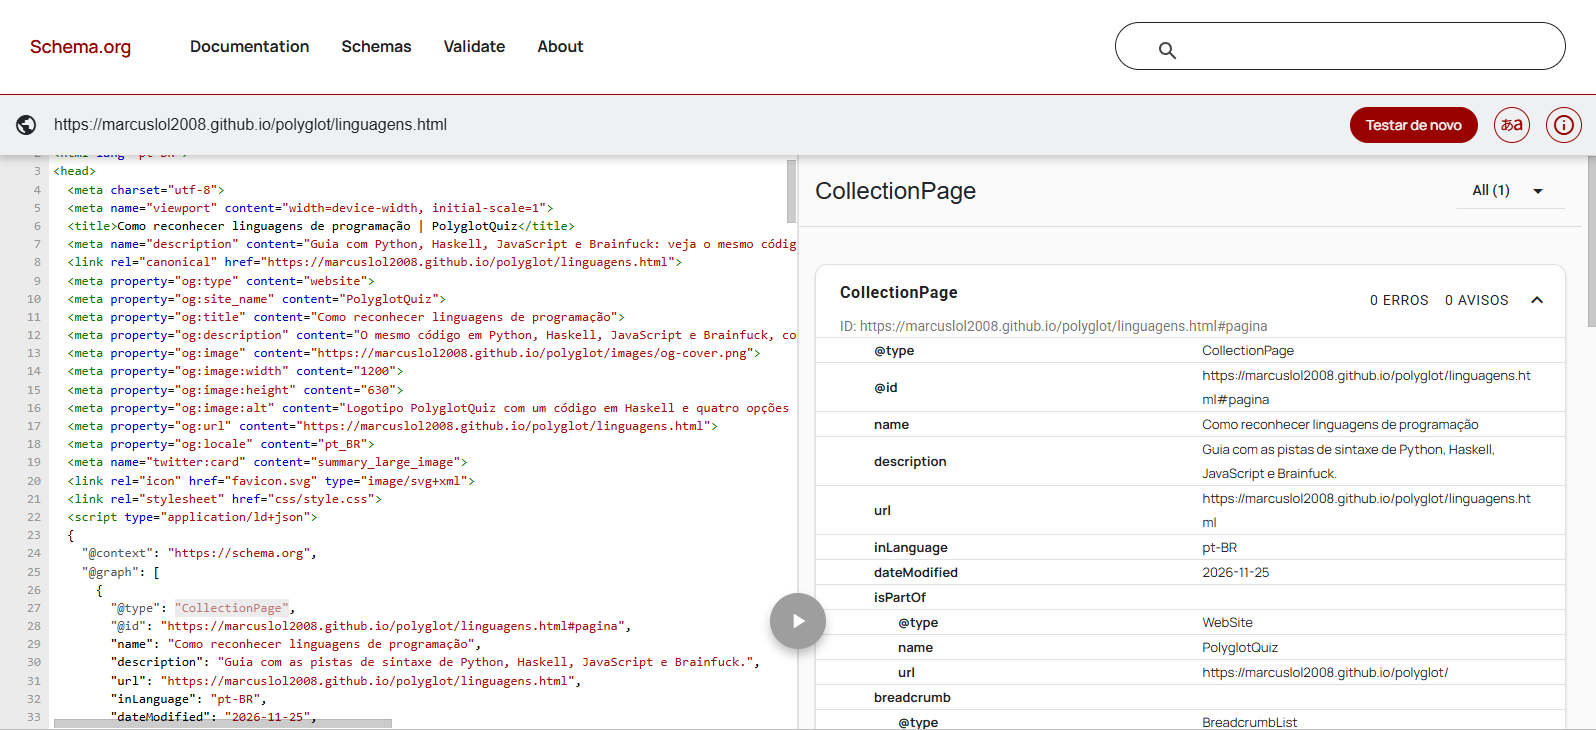 Schema.org
Documentation
Schemas
Validate
About
https://marcuslol2008.github.io/polyglot/linguagens.html
Testar de novo
あa
2 <html lang="pt-BR">
3 <head>
4 <meta charset="utf-8">
5 <meta name="viewport" content="width=device-width, initial-scale=1">
6 <title>Como reconhecer linguagens de programação | PolyglotQuiz</title>
7 <meta name="description" content="Guia com Python, Haskell, JavaScript e Brainfuck: veja o mesmo códig
8 <link rel="canonical" href="https://marcuslol2008.github.io/polyglot/linguagens.html">
9 <meta property="og:type" content="website">
10 <meta property="og:site_name" content="PolyglotQuiz">
11 <meta property="og:title" content="Como reconhecer linguagens de programação">
12 <meta property="og:description" content="O mesmo código em Python, Haskell, JavaScript e Brainfuck, co
13 <meta property="og:image" content="https://marcuslol2008.github.io/polyglot/images/og-cover.png">
14 <meta property="og:image:width" content="1200">
15 <meta property="og:image:height" content="630">
16 <meta property="og:image:alt" content="Logotipo PolyglotQuiz com um código em Haskell e quatro opções
17 <meta property="og:url" content="https://marcuslol2008.github.io/polyglot/linguagens.html">
18 <meta property="og:locale" content="pt_BR">
19 <meta name="twitter:card" content="summary_large_image">
20 <link rel="icon" href="favicon.svg" type="image/svg+xml">
21 <link rel="stylesheet" href="css/style.css">
22 <script type="application/ld+json">
23 {
24 "@context": "https://schema.org",
25 "@graph": [
26 {
27 "@type": "CollectionPage",
28 "@id": "https://marcuslol2008.github.io/polyglot/linguagens.html#pagina",
29 "name": "Como reconhecer linguagens de programação",
30 "description": "Guia com as pistas de sintaxe de Python, Haskell, JavaScript e Brainfuck.",
31 "url": "https://marcuslol2008.github.io/polyglot/linguagens.html",
32 "inLanguage": "pt-BR",
33 "dateModified": "2026-11-25",
CollectionPage
All (1)
CollectionPage
0 ERROS 0 AVISOS
ID: https://marcuslol2008.github.io/polyglot/linguagens.html#pagina
@type CollectionPage
@id https://marcuslol2008.github.io/polyglot/linguagens.ht
ml#pagina
name Como reconhecer linguagens de programação
description Guia com as pistas de sintaxe de Python, Haskell,
JavaScript e Brainfuck.
url https://marcuslol2008.github.io/polyglot/linguagens.ht
ml
inLanguage pt-BR
dateModified 2026-11-25
isPartOf
@type WebSite
name PolyglotQuiz
url https://marcuslol2008.github.io/polyglot/
breadcrumb
@type BreadcrumbList